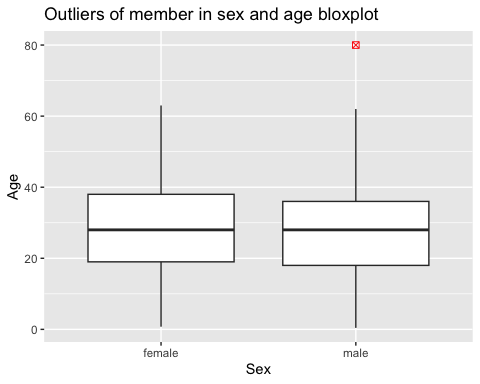 Outliers of member in sex and age bloxplot
80
60
40
20
0
Age
female
male
Sex